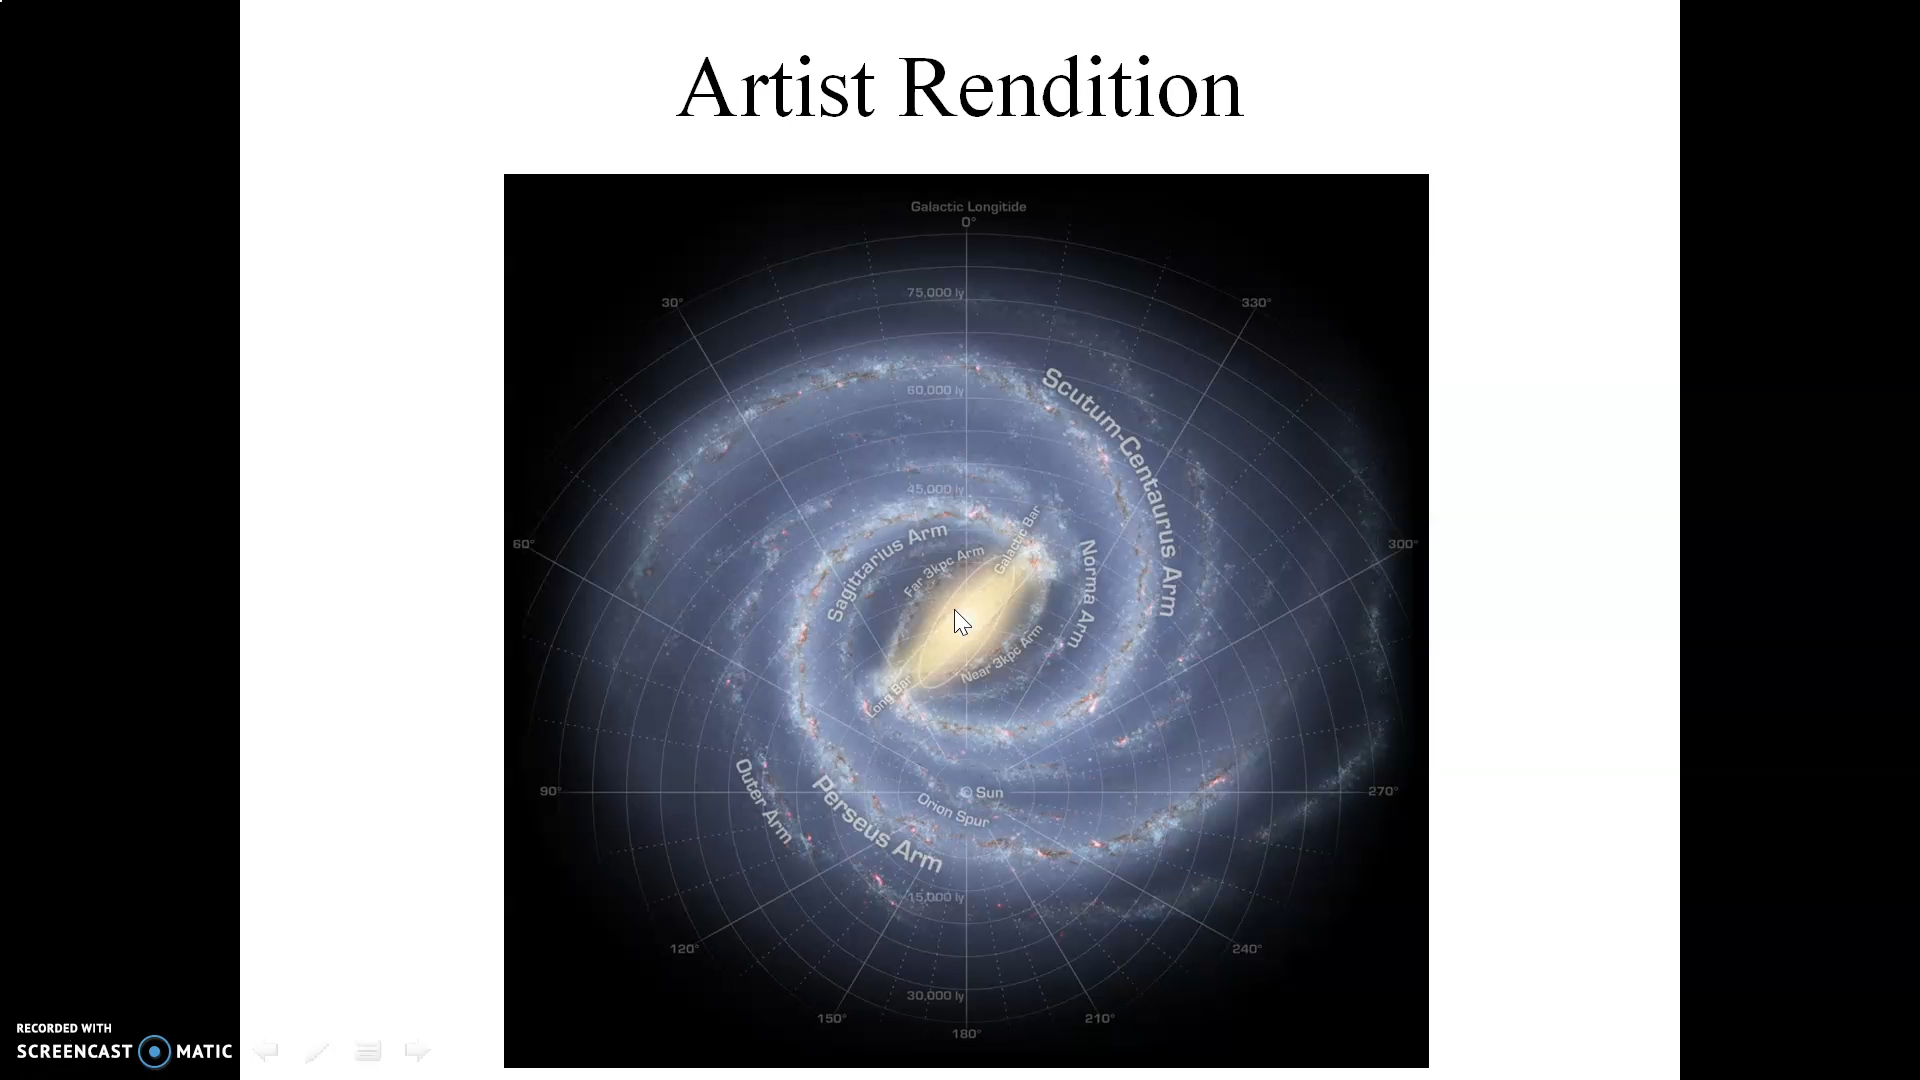 Artist Rendition
Galactic Longitide
0°
75,000 ly
30°
330°
60,000 ly
Scutum-Centaurus Arm
45,000 ly
Galactic Bar
Sagittarius Arm
60°
300°
Far 3kpc Arm
Norma Arm
Near 3kpc Arm
Long Bar
Outer Arm
Perseus Arm
90°
Sun
270°
Orion Spur
15,000 ly
120°
240°
30,000 ly
150°
210°
180°
RECORDED WITH
SCREENCAST MATIC